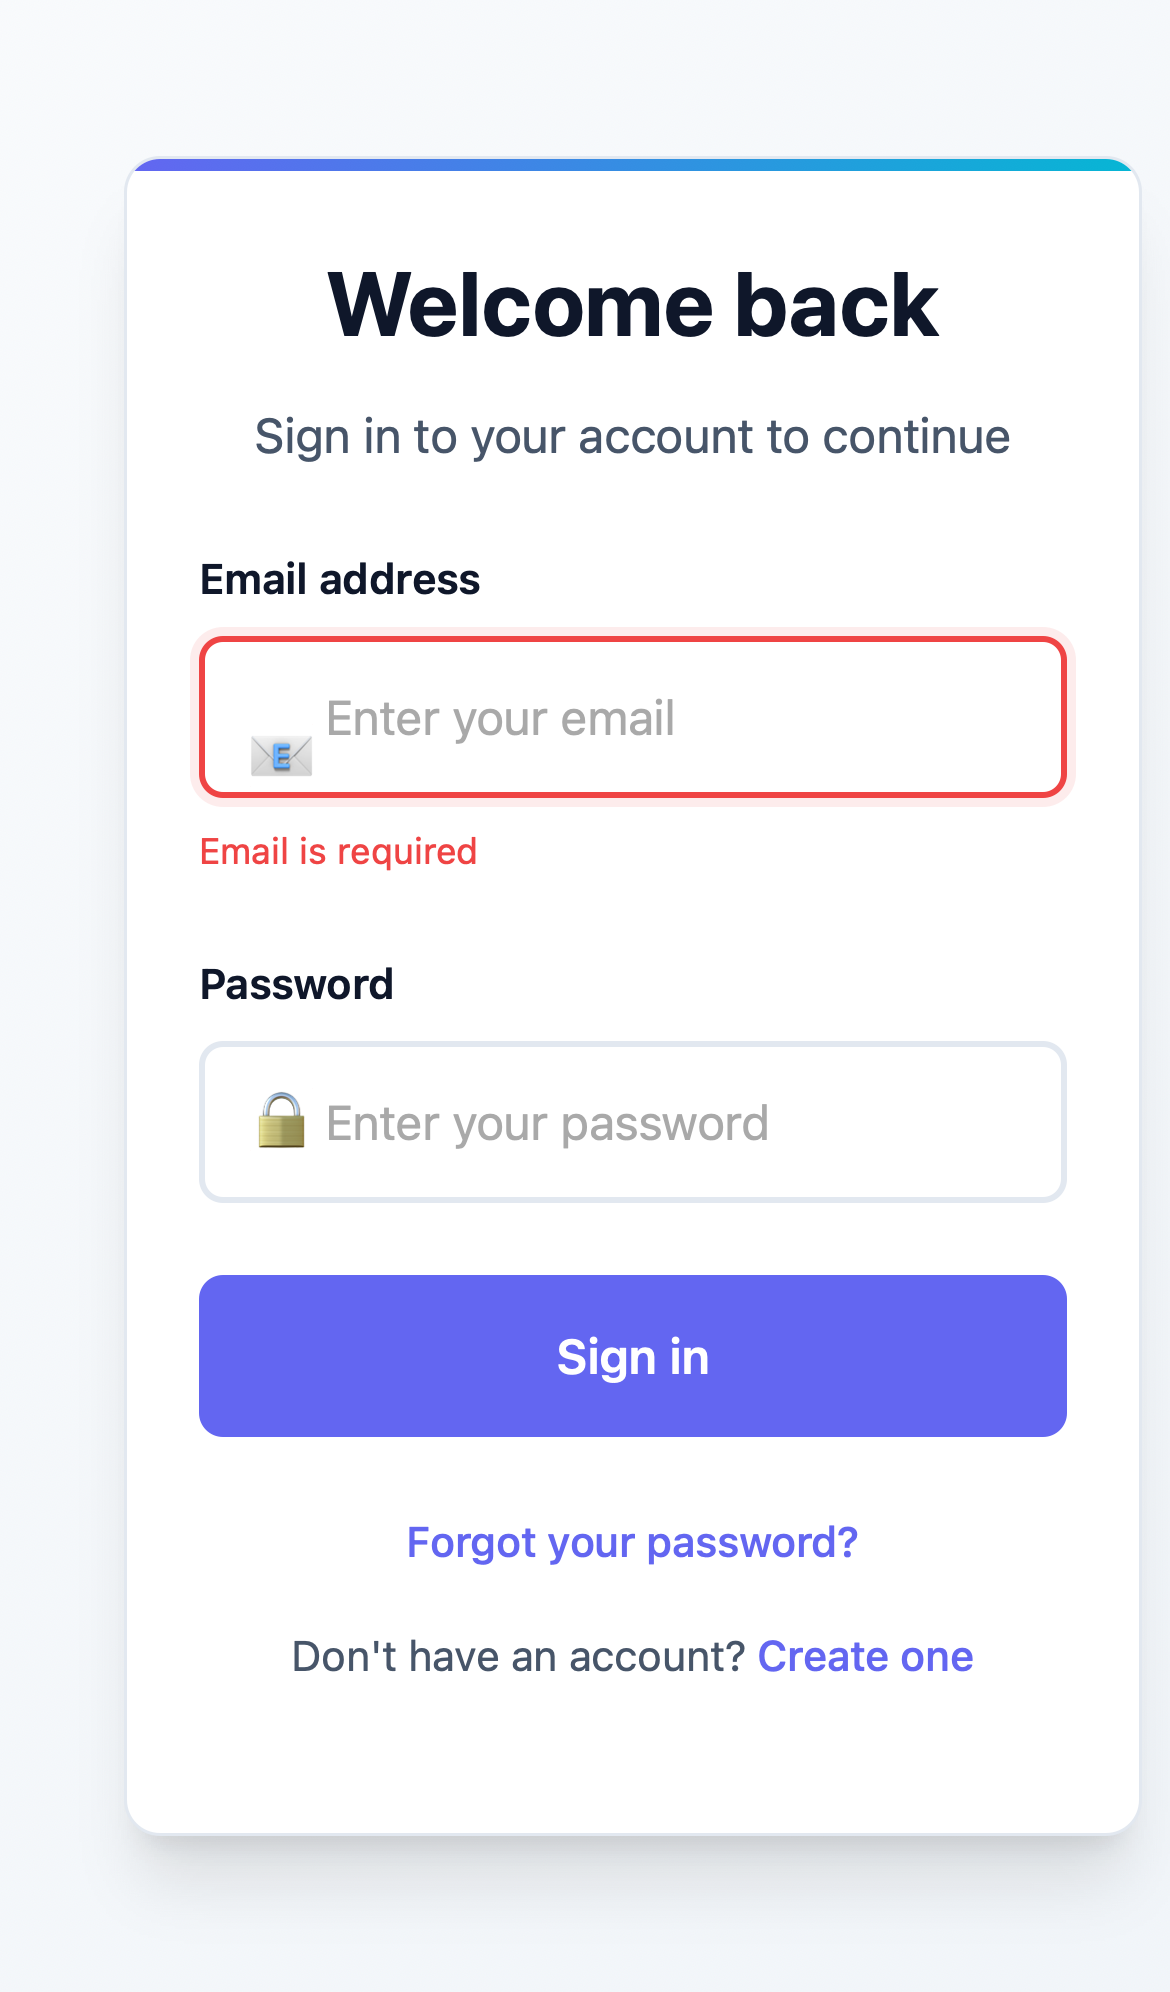 Welcome back
Sign in to your account to continue
Email address
Enter your email
Email is required
Password
Enter your password
Sign in
Forgot your password?
Don't have an account? Create one